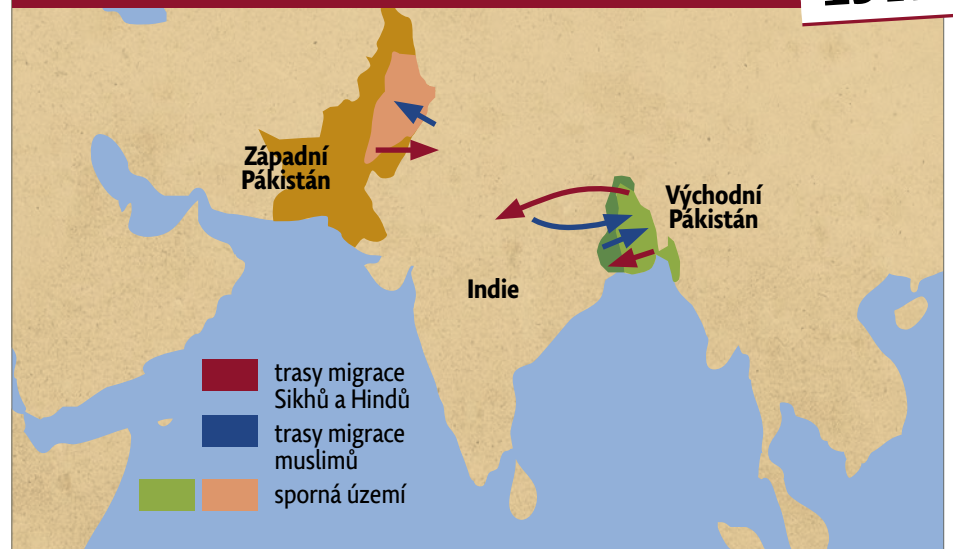 Západní
Pákistán
Východní
Pákistán
Indie
trasy migrace
Sikhů a Hindů
trasy migrace
muslimů
sporná území